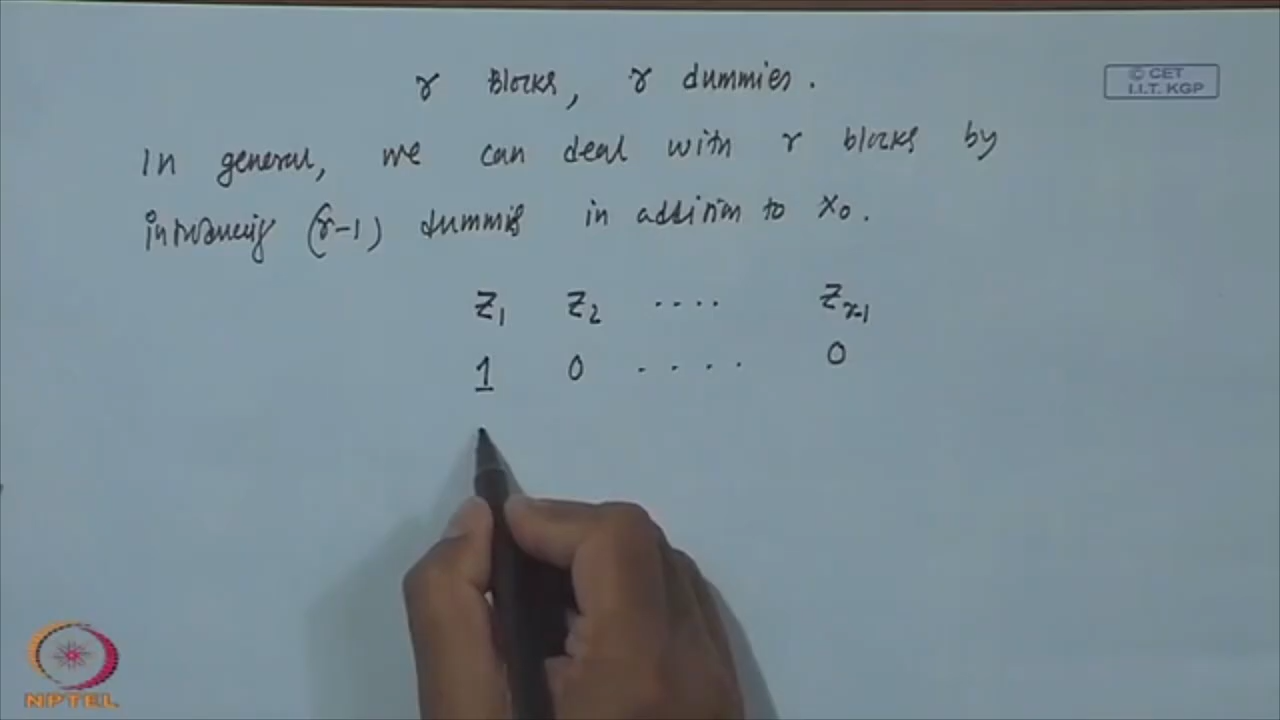 r Blocks, r dummies.
© CET
I.I.T. KGP
In general, we can deal with r blocks by
introducing (r-1) dummies in addition to X0.
Z1 Z2 .... Zr-1
1 0 .... 0
NPTEL